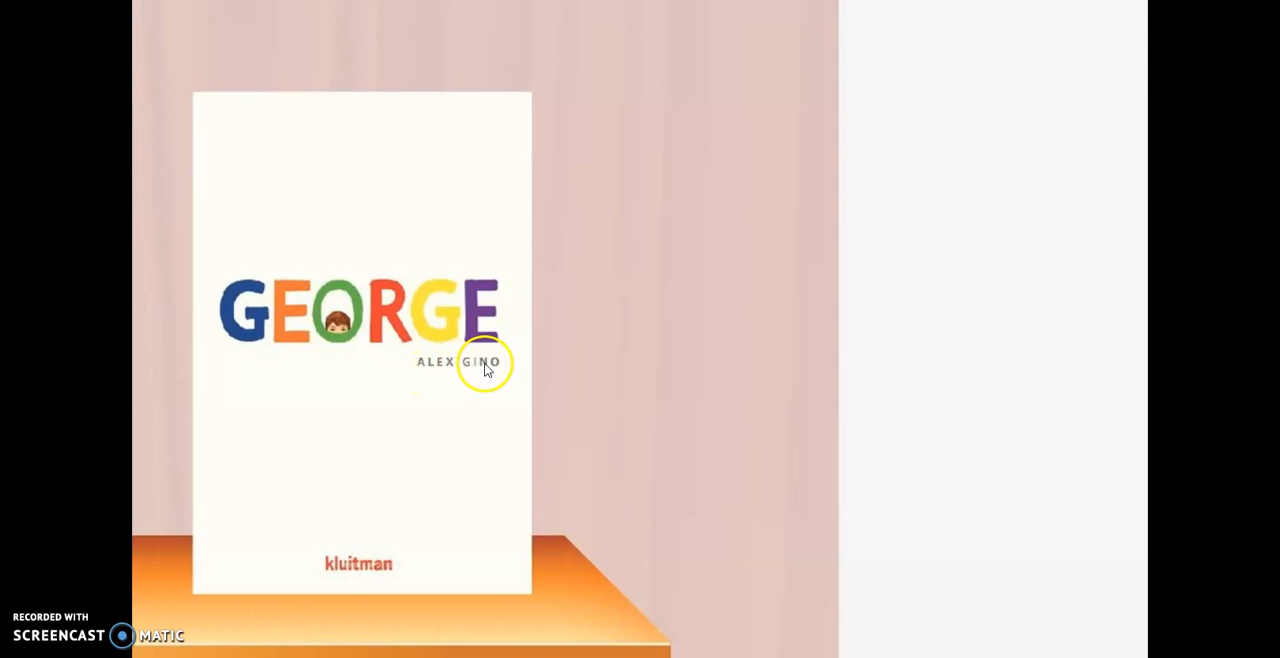 GEORGE
ALEX GINO
kluitman
RECORDED WITH
SCREENCAST MATIC